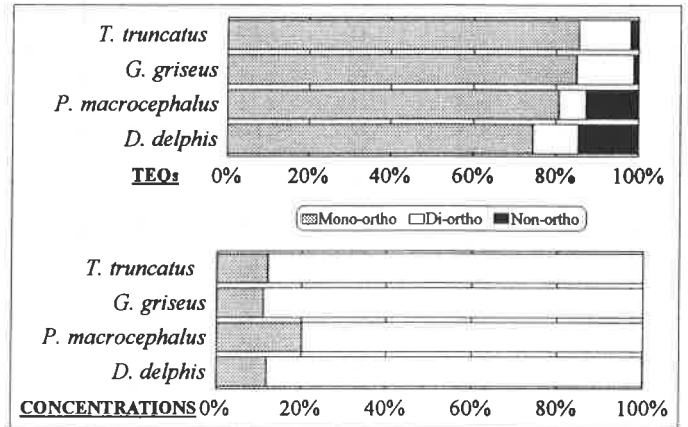 T. truncatus
G. griseus
P. macrocephalus
D. delphis
TEQs 0% 20% 40% 60% 80% 100%
Mono-ortho Di-ortho Non-ortho
T. truncatus
G. griseus
P. macrocephalus
D. delphis
CONCENTRATIONS 0% 20% 40% 60% 80% 100%